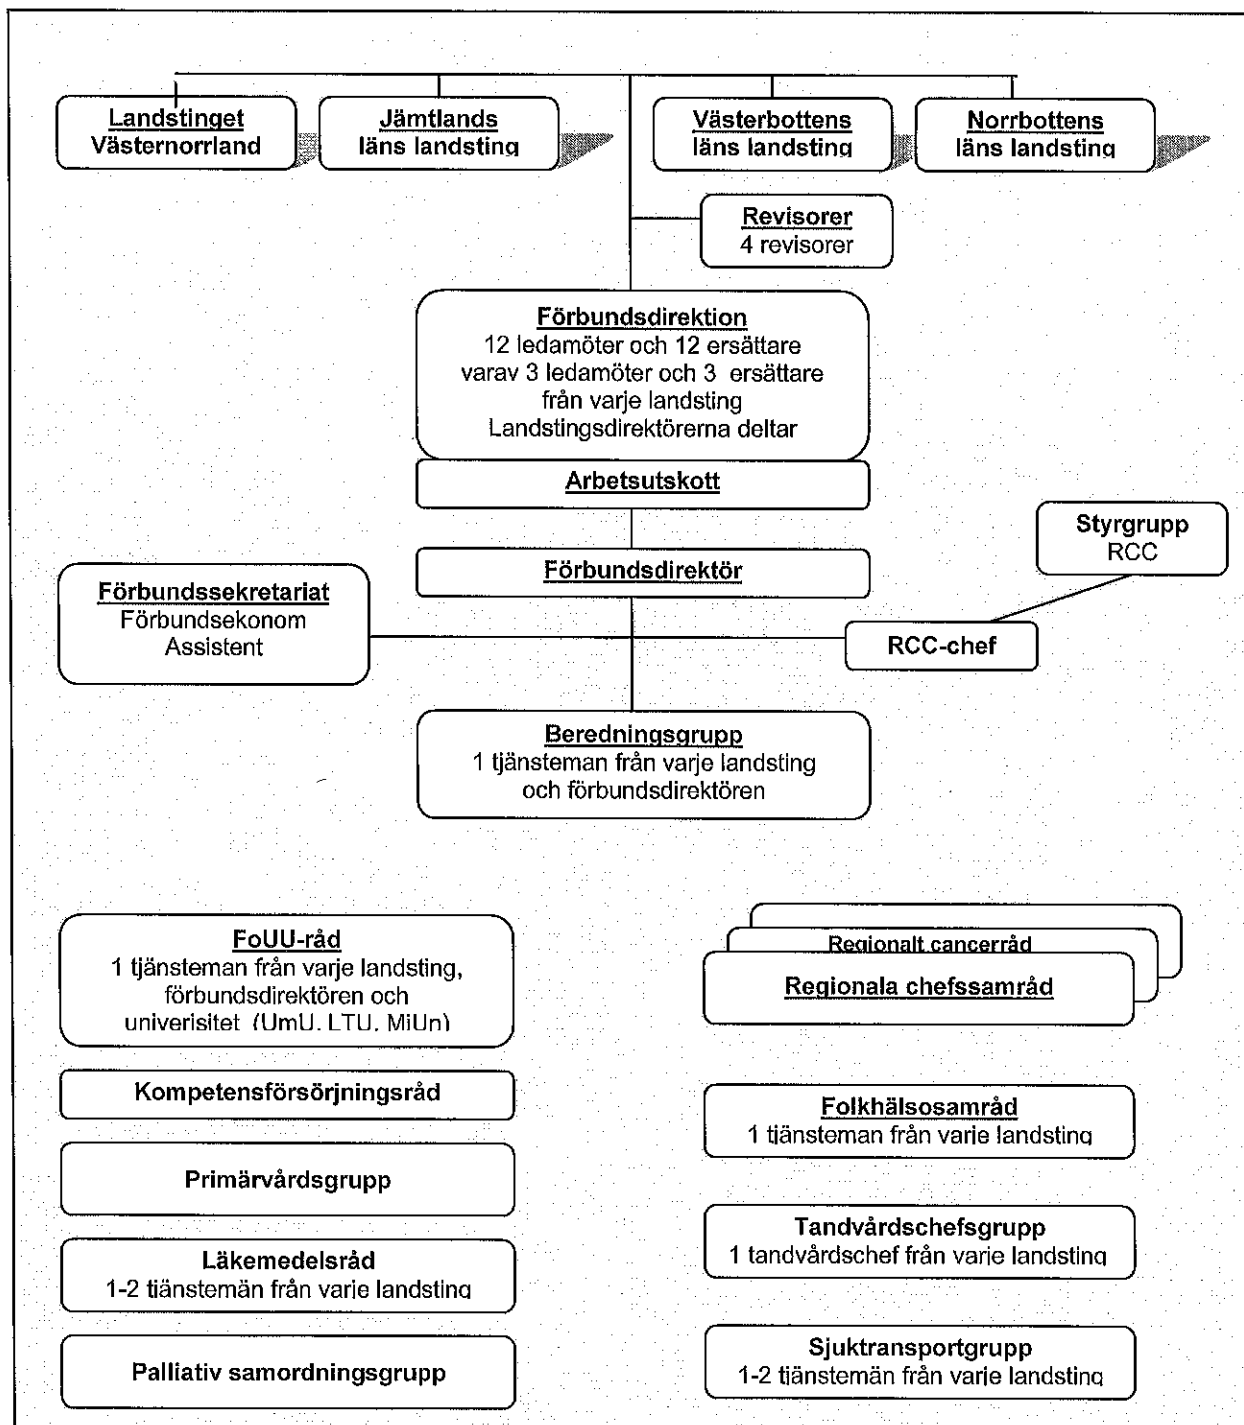 Landstinget
Västernorrland
Jämtlands
läns landsting
Västerbottens
läns landsting
Norrbottens
läns landsting
Revisorer
4 revisorer
Förbundsdirektion
12 ledamöter och 12 ersättare
varav 3 ledamöter och 3 ersättare
från varje landsting
Landstingsdirektörerna deltar
Arbetsutskott
Styrgrupp
RCC
Förbundsdirektör
Förbundssekretariat
Förbundsekonom
Assistent
RCC-chef
Beredningsgrupp
1 tjänsteman från varje landsting
och förbundsdirektören
FoUU-råd
1 tjänsteman från varje landsting,
förbundsdirektören och
univerisitet (UmU, LTU, MiUn)
Regionalt cancerråd
Regionala chefssamråd
Kompetensförsörjningsråd
Folkhälsosamråd
1 tjänsteman från varje landsting
Primärvårdsgrupp
Tandvårdschefsgrupp
1 tandvårdschef från varje landsting
Läkemedelsråd
1-2 tjänstemän från varje landsting
Sjuktransportgrupp
1-2 tjänstemän från varje landsting
Palliativ samordningsgrupp